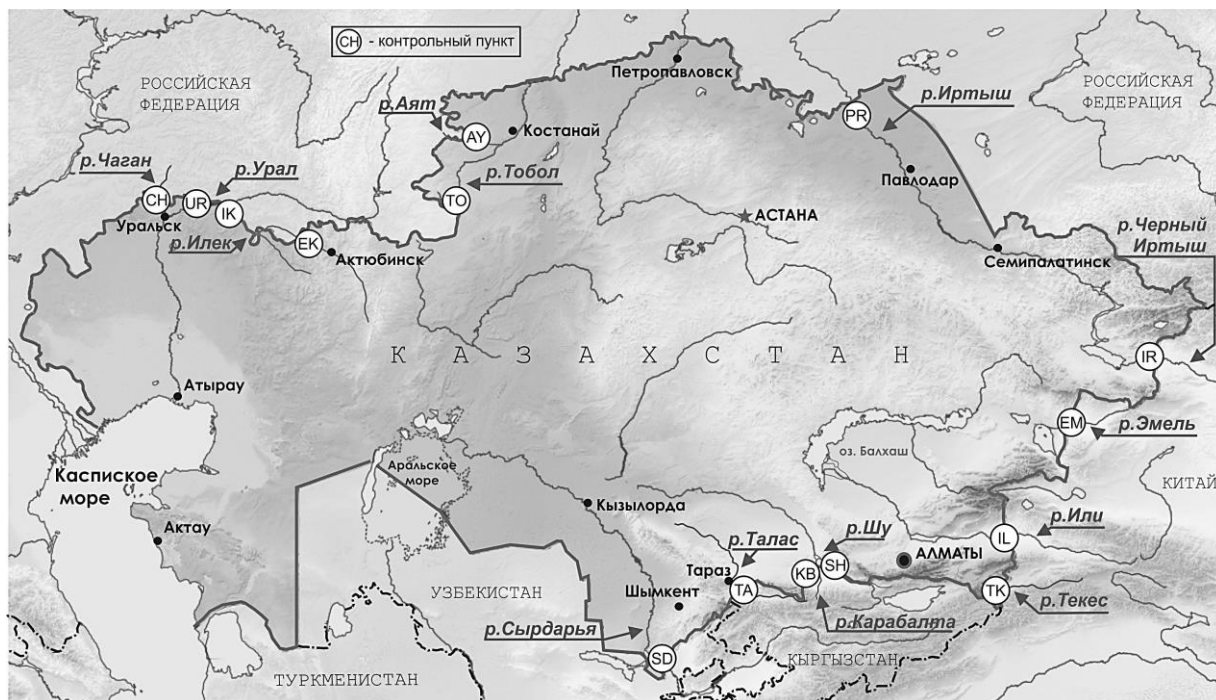 CH - контрольный пункт
РОССИЙСКАЯ
ФЕДЕРАЦИЯ
Петропавловск
РОССИЙСКАЯ
ФЕДЕРАЦИЯ
р.Аят
AY
Костанай
PR
р.Иртыш
р.Чаган
р.Урал
р.Тобол
Павлодар
CH
UR
IK
TO
АСТАНА
Уральск
р.Илек
EK
Актюбинск
Семипалатинск
р.Черный
Иртыш
К А З А Х С Т А Н
IR
Атырау
EM
р.Эмель
оз. Балхаш
Каспиское
море
Аральское
море
КИТАЙ
Кызылорда
Актау
р.Талас
р.Шу
АЛМАТЫ
IL
р.Или
УЗБЕКИСТАН
Тараз
TA
KB
SH
Шымкент
TK
р.Текес
р.Сырдарья
р.Карабалта
SD
КЫРГЫЗСТАН
ТУРКМЕНИСТАН